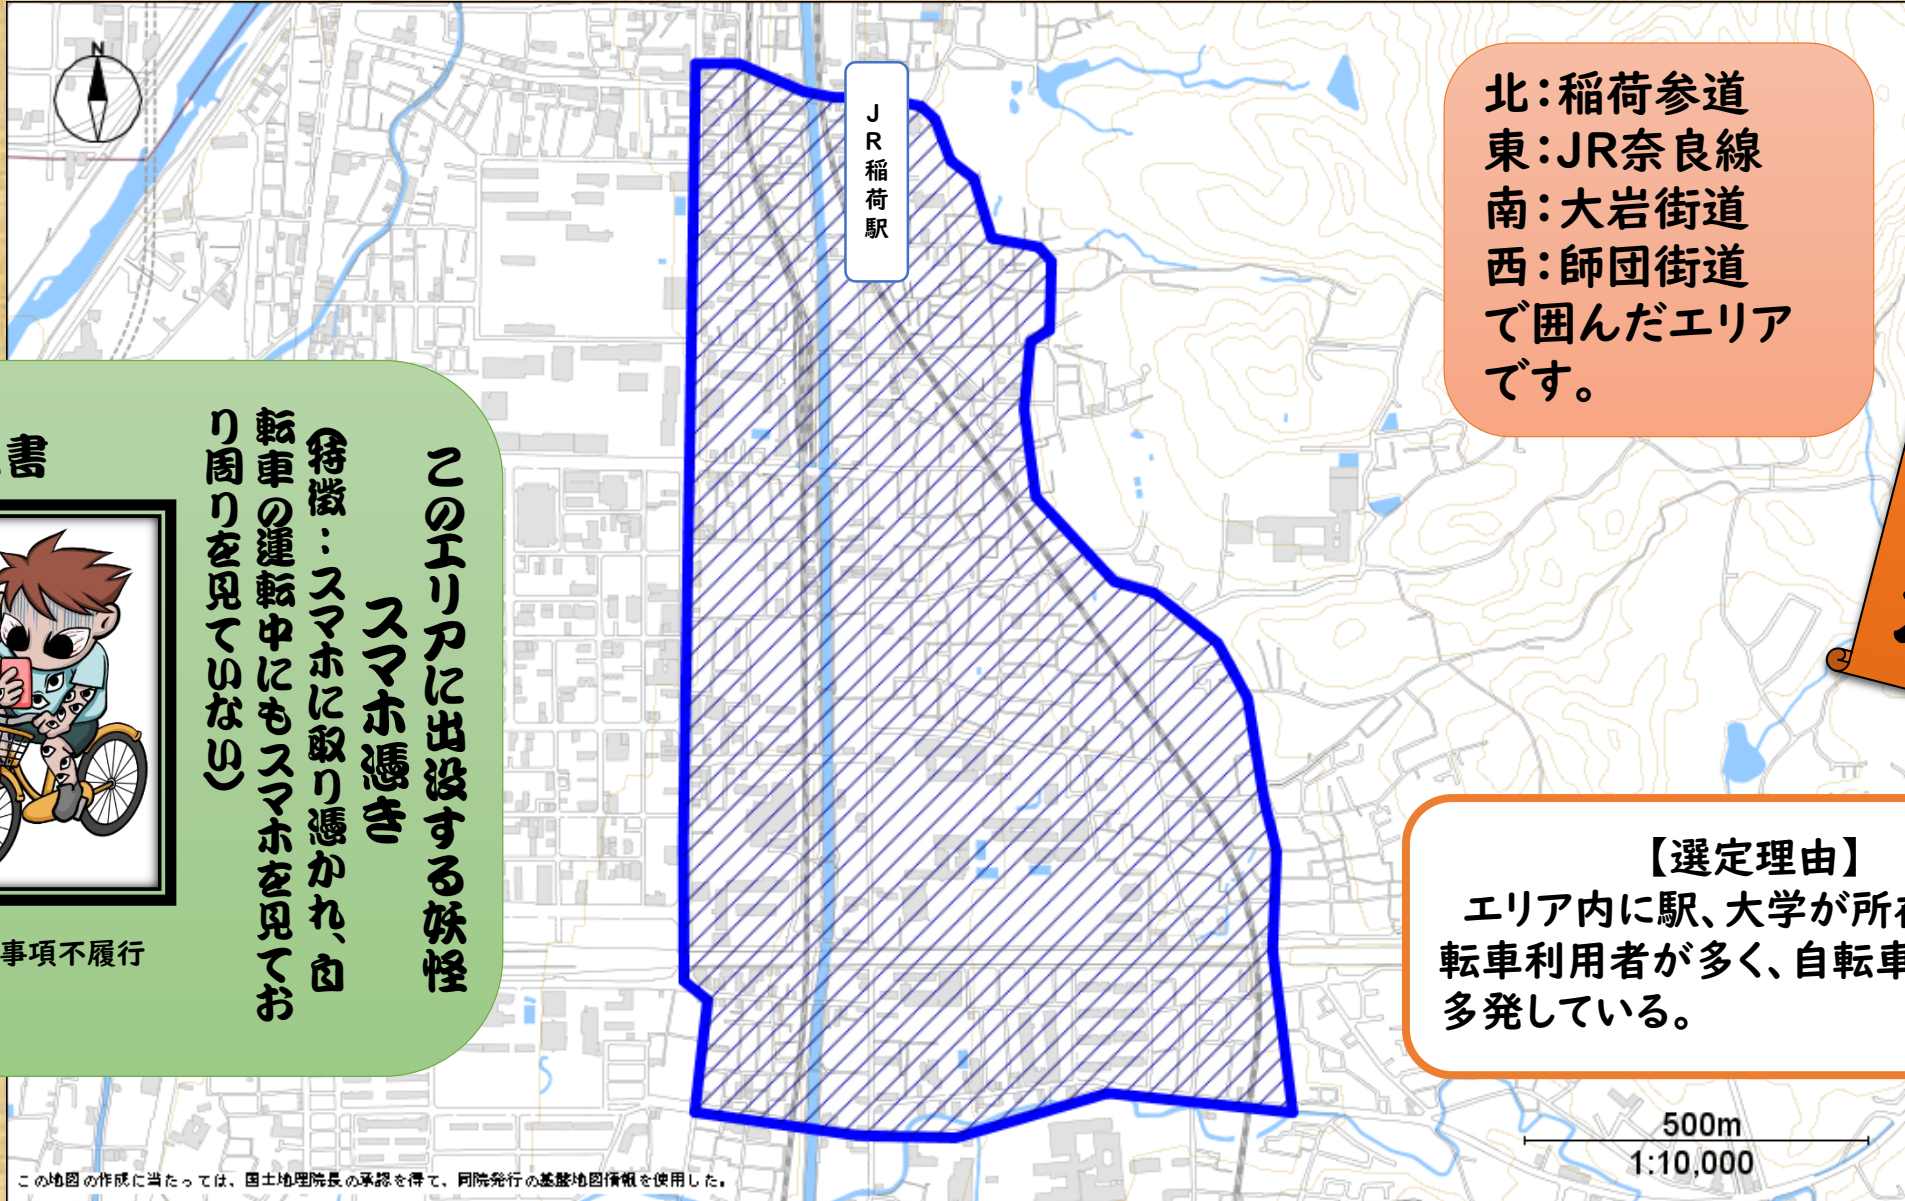 N
JR稲荷駅
北：稲荷参道
東：JR奈良線
南：大岩街道
西：師団街道
で囲んだエリア
です。
このエリアに出没する妖怪
スマホ憑き
（特徴：スマホに取り憑かれ、自
転車の運転中にもスマホを見てお
り周りを見ていない）
書
事項不履行
【選定理由】
エリア内に駅、大学が所在
転車利用者が多く、自転車
多発している。
500m
1:10,000
この地図の作成に当たっては、国土地理院長の承認を得て、同院発行の基盤地図情報を使用した。